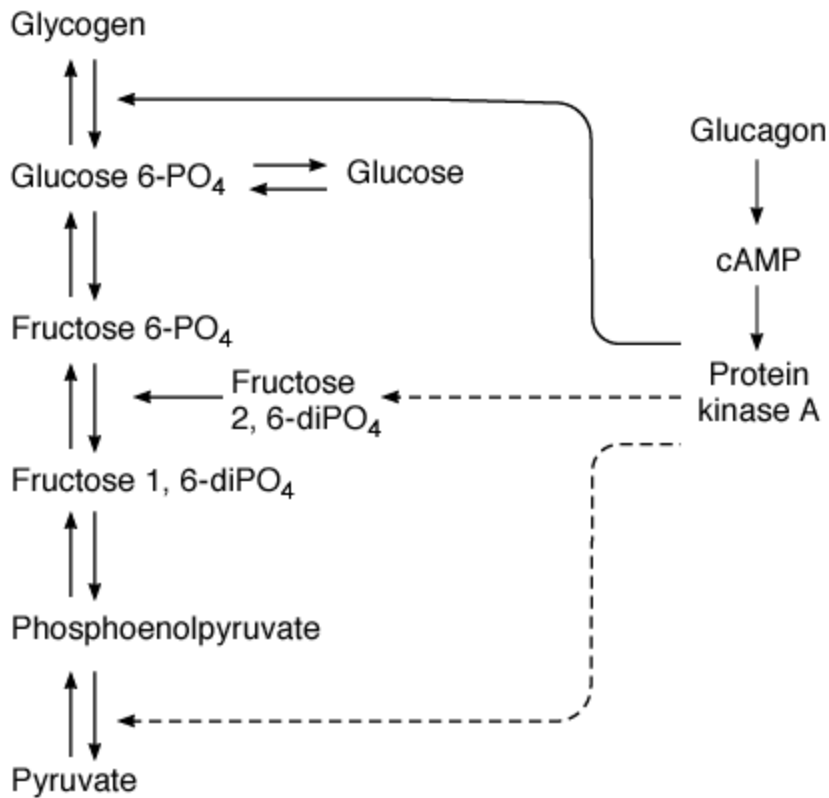 Glycogen
Glucagon
Glucose 6-PO₄
Glucose
cAMP
Fructose 6-PO₄
Fructose
2, 6-diPO₄
Protein
kinase A
Fructose 1, 6-diPO₄
Phosphoenolpyruvate
Pyruvate